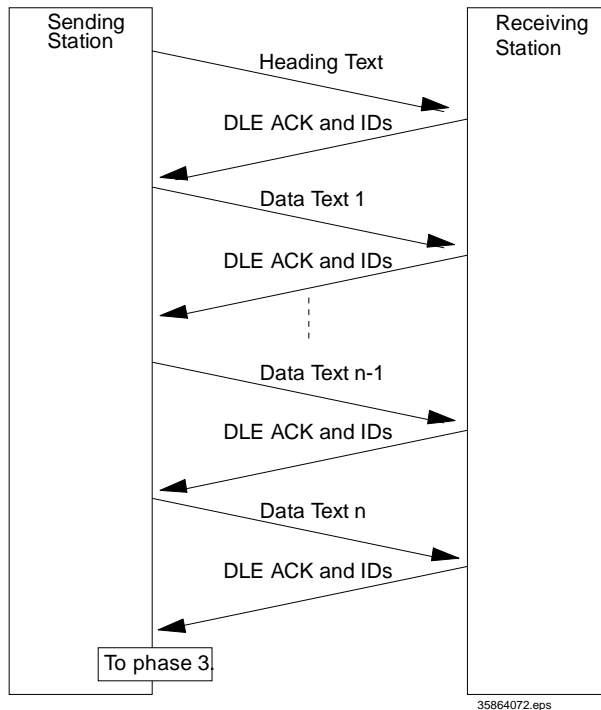 Sending
Station
Receiving
Station
Heading Text
DLE ACK and IDs
Data Text 1
DLE ACK and IDs
Data Text n-1
DLE ACK and IDs
Data Text n
DLE ACK and IDs
To phase 3.
35864072.eps